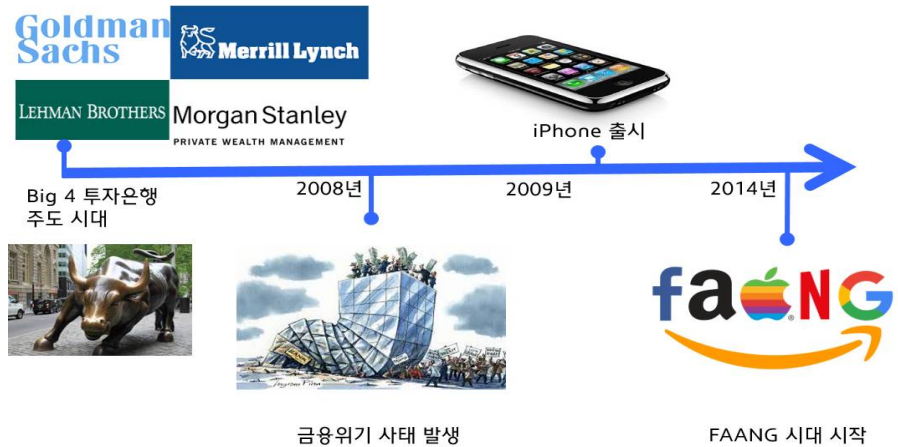 Goldman
Sachs
Merrill Lynch
LEHMAN BROTHERS
Morgan Stanley
PRIVATE WEALTH MANAGEMENT
iPhone 출시
Big 4 투자은행
주도 시대
2008년
2009년
2014년
faaNG
금융위기 사태 발생
FAANG 시대 시작